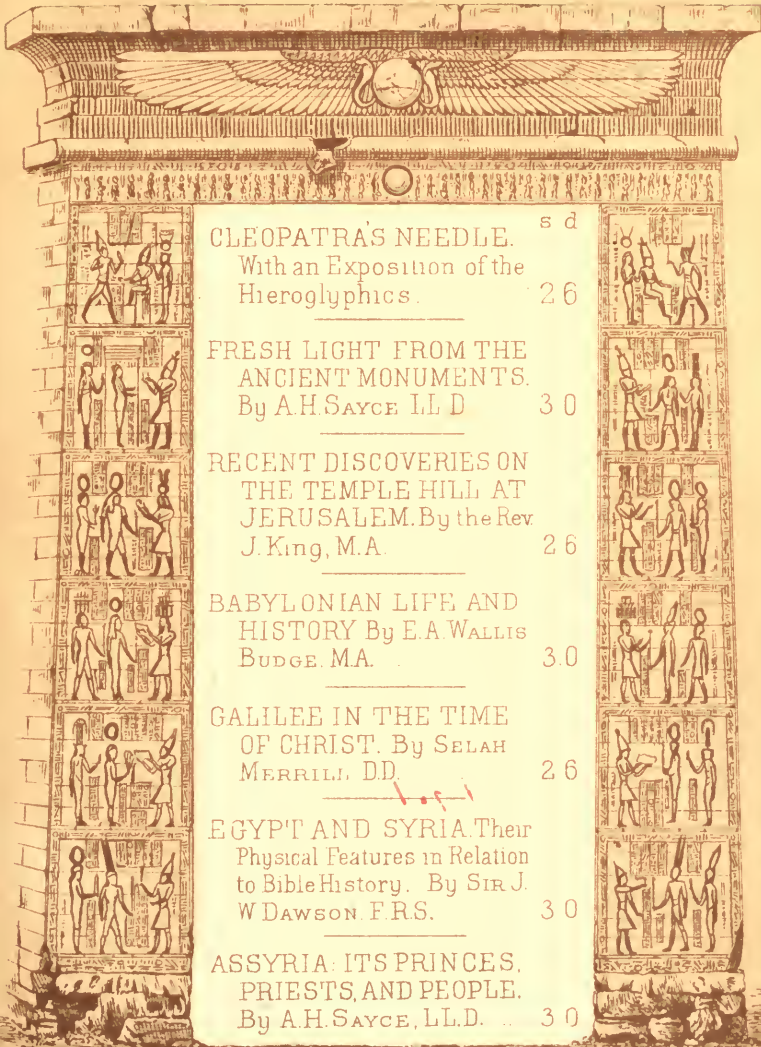 s d
CLEOPATRA'S NEEDLE.
With an Exposition of the
Hieroglyphics. 2 6
FRESH LIGHT FROM THE
ANCIENT MONUMENTS.
By A.H. SAYCE LL D 3 0
RECENT DISCOVERIES ON
THE TEMPLE HILL AT
JERUSALEM. By the Rev.
J. King, M.A. 2 6
BABYLONIAN LIFE AND
HISTORY By E.A. WALLIS
BUDGE. M.A. 3.0
GALILEE IN THE TIME
OF CHRIST. By SELAH
MERRILL D.D. 2 6
EGYPT AND SYRIA. Their
Physical Features in Relation
to Bible History. By SIR J.
W DAWSON. F.R.S. 3 0
ASSYRIA: ITS PRINCES,
PRIESTS, AND PEOPLE.
By A.H. SAYCE, LL.D. .. 3 0